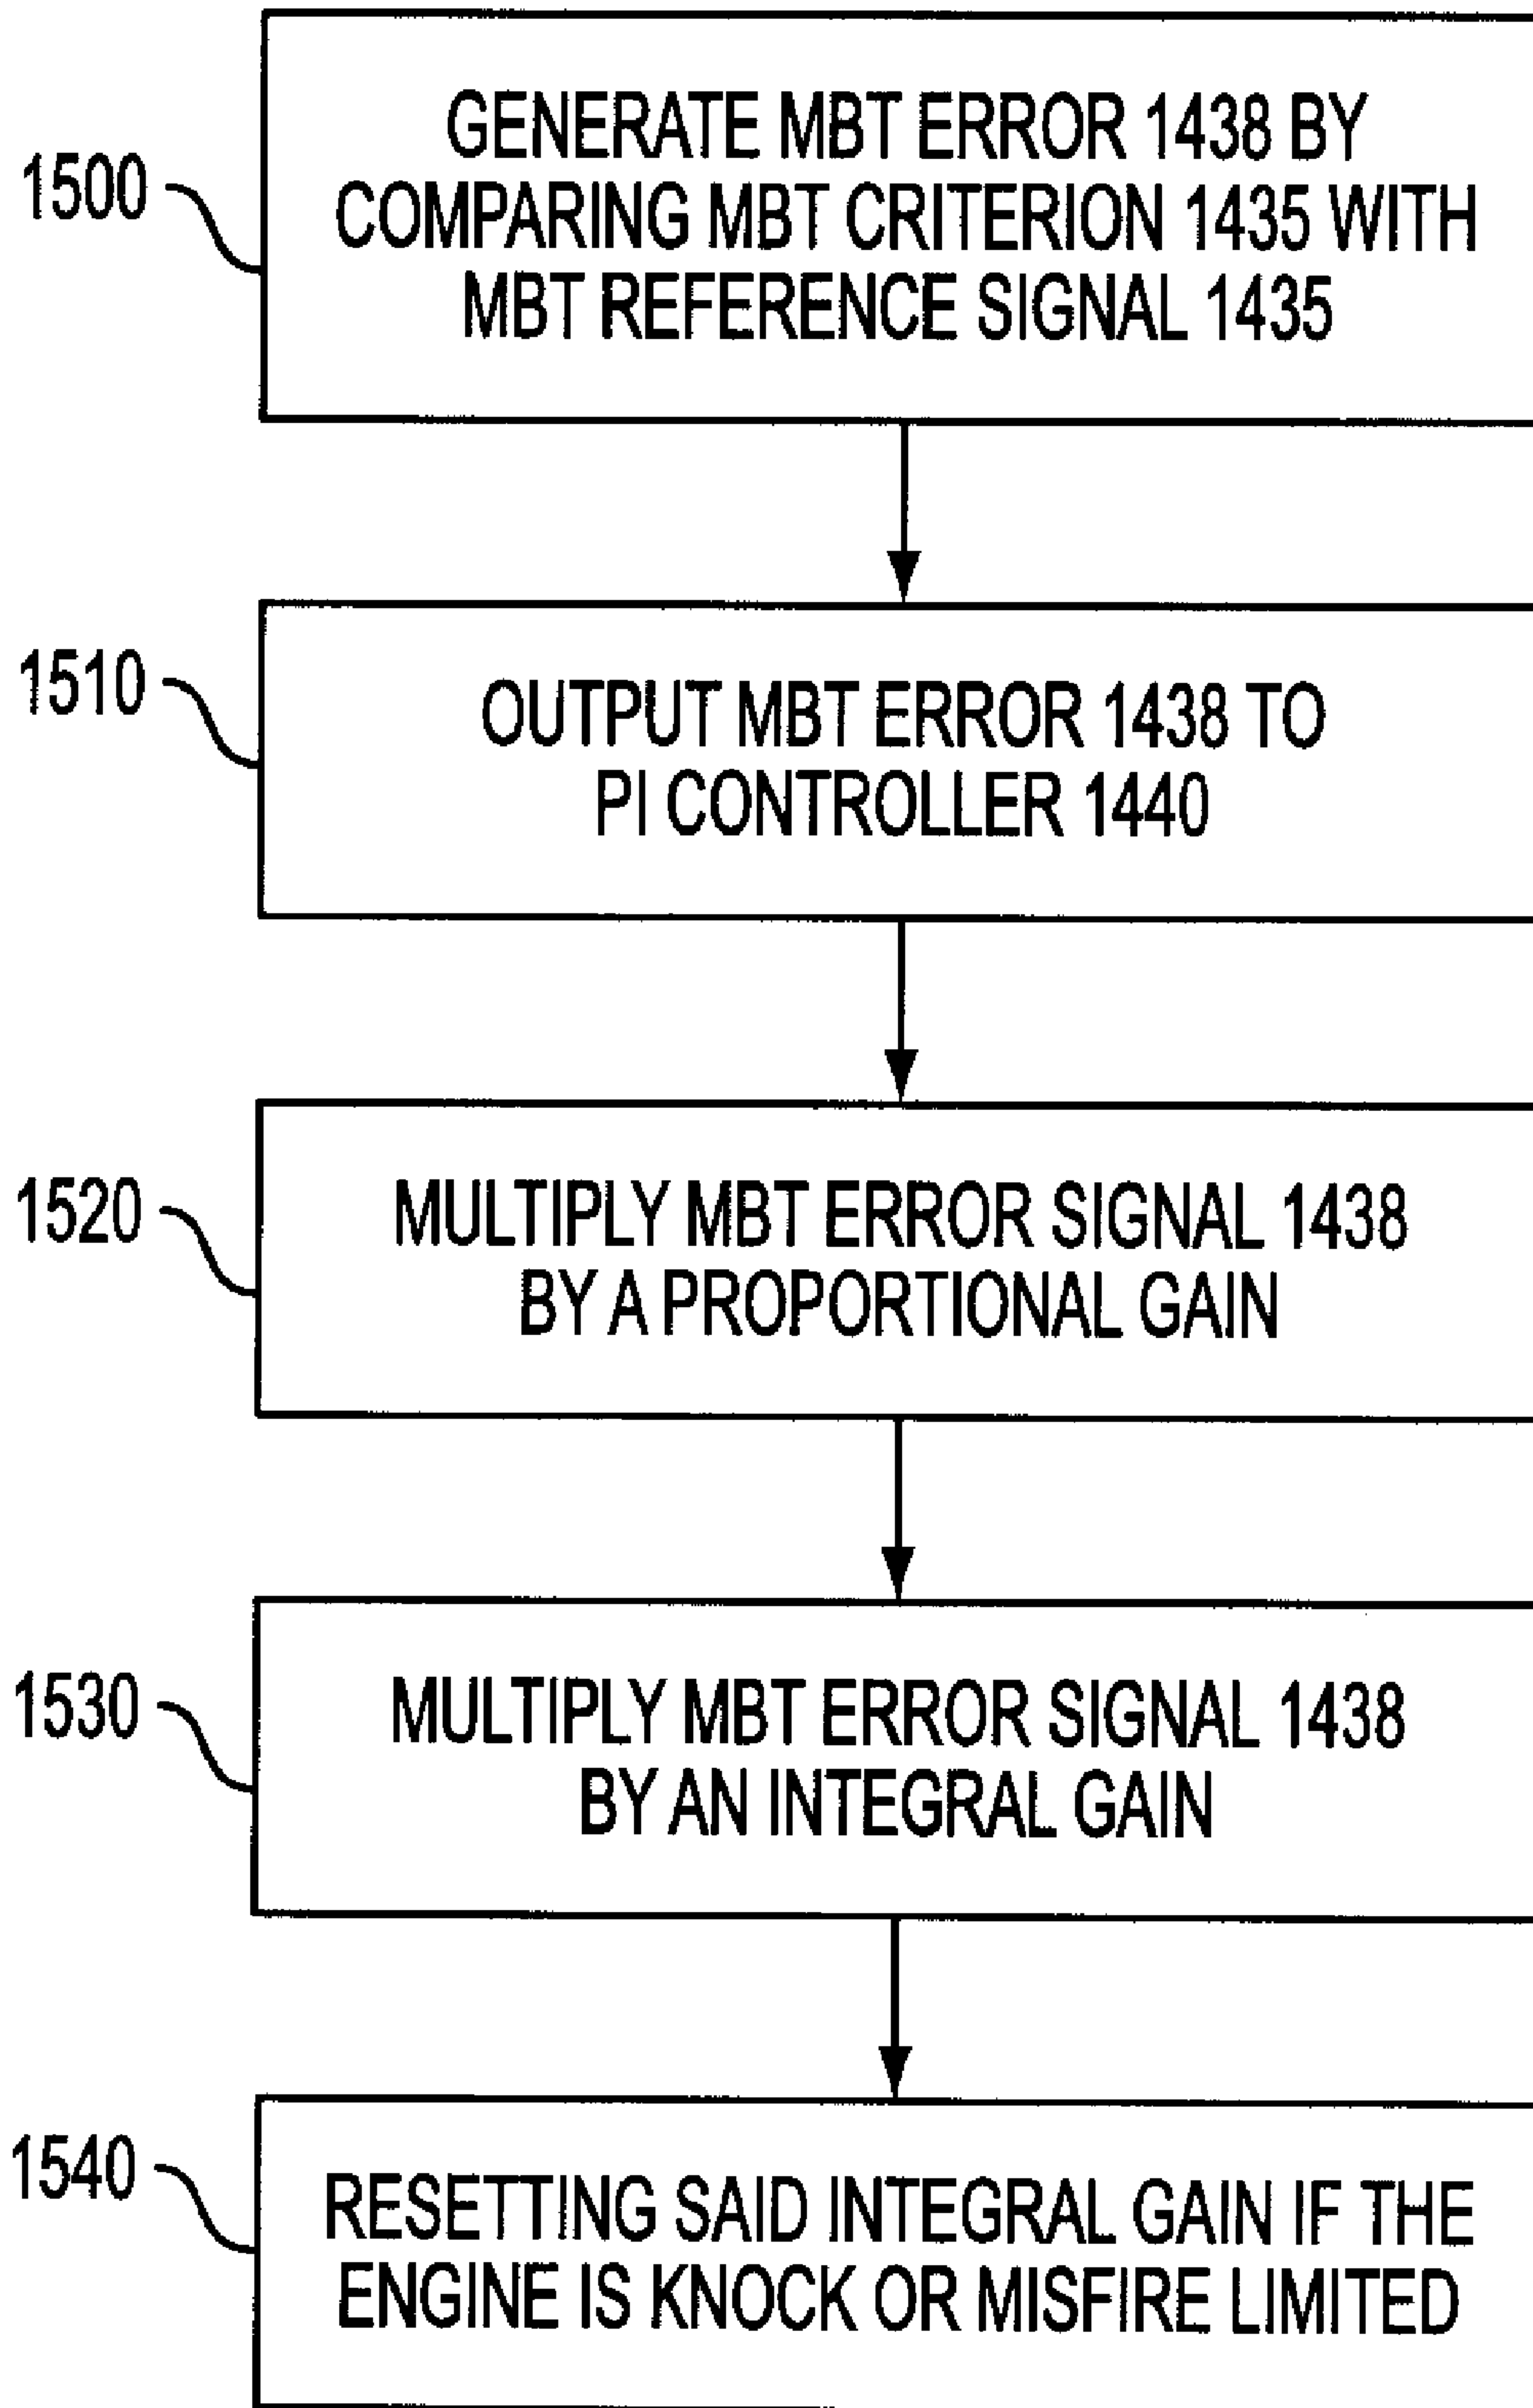 1500
GENERATE MBT ERROR 1438 BY
COMPARING MBT CRITERION 1435 WITH
MBT REFERENCE SIGNAL 1435
1510
OUTPUT MBT ERROR 1438 TO
PI CONTROLLER 1440
1520
MULTIPLY MBT ERROR SIGNAL 1438
BY A PROPORTIONAL GAIN
1530
MULTIPLY MBT ERROR SIGNAL 1438
BY AN INTEGRAL GAIN
1540
RESETTING SAID INTEGRAL GAIN IF THE
ENGINE IS KNOCK OR MISFIRE LIMITED